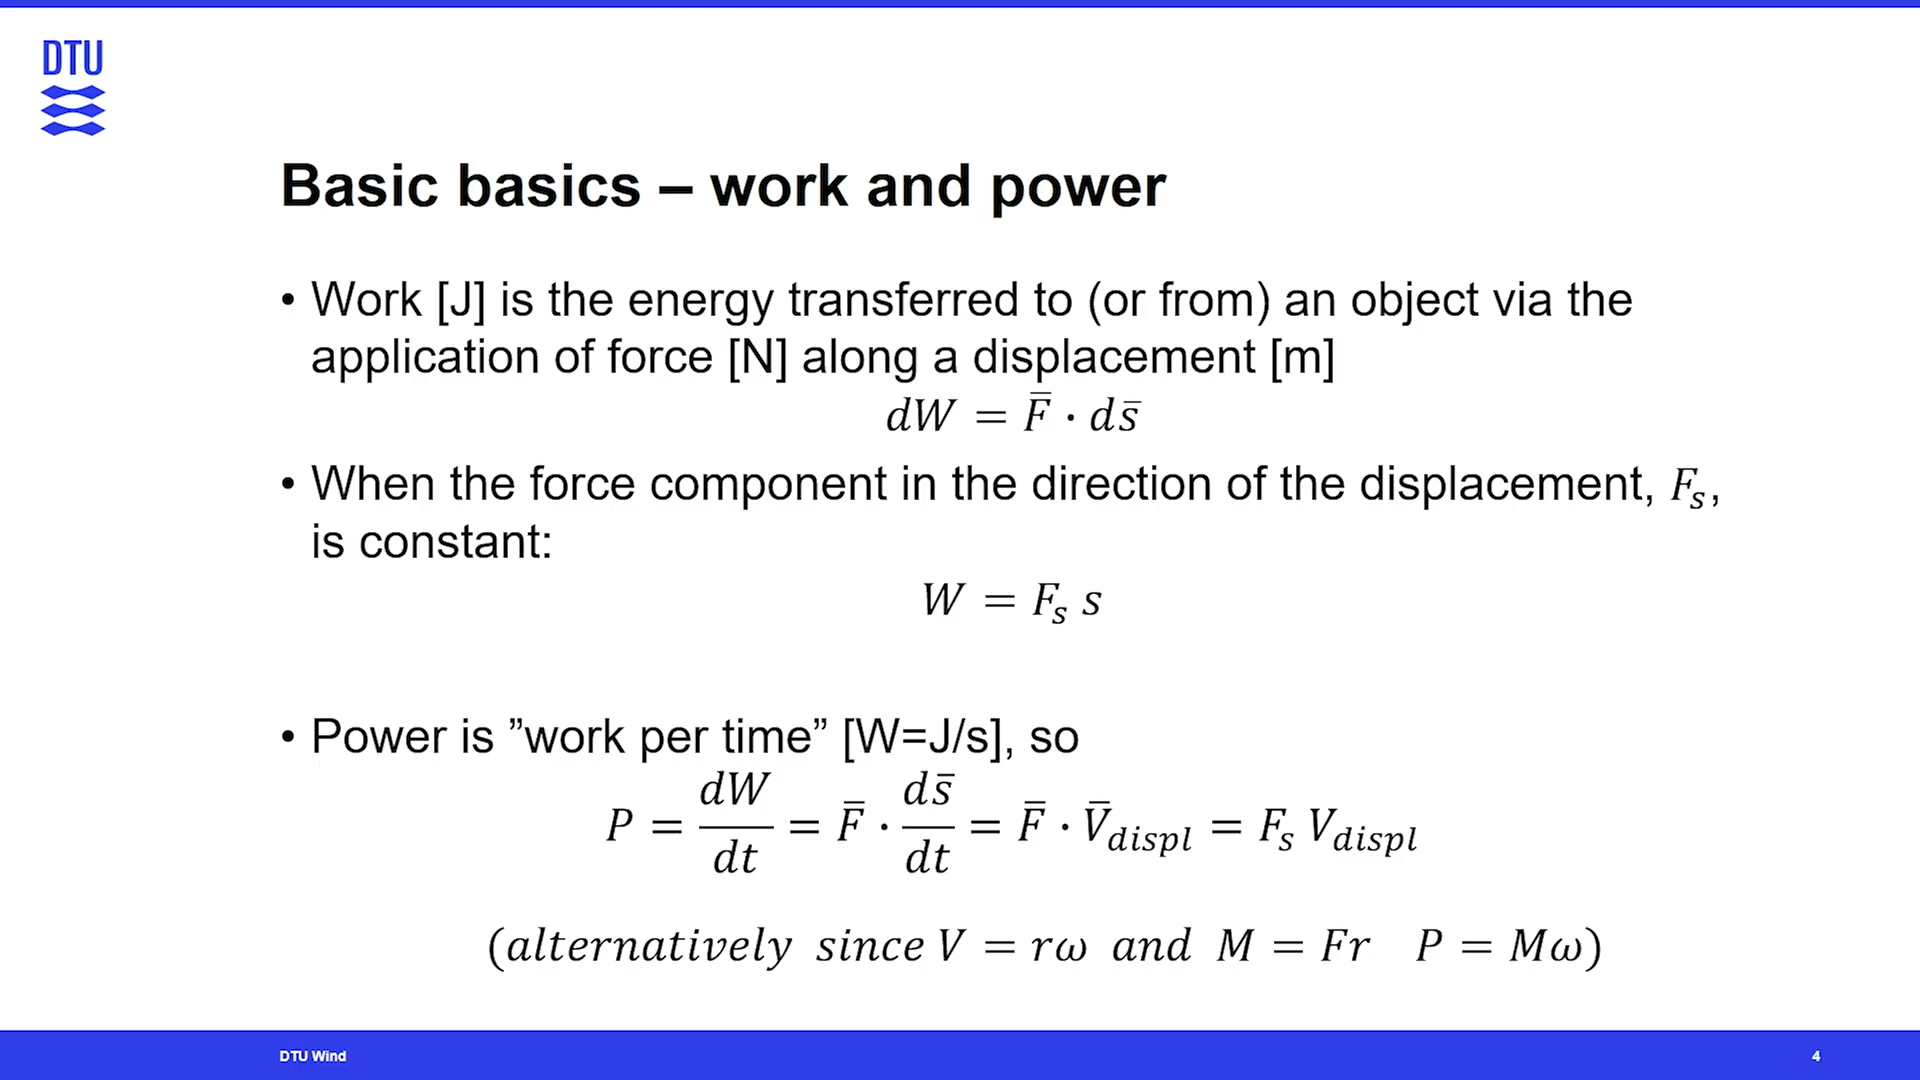 DTU
Basic basics – work and power
• Work [J] is the energy transferred to (or from) an object via the
application of force [N] along a displacement [m]
dW = F̅ · ds̅
• When the force component in the direction of the displacement, Fₛ,
is constant:
W = Fₛ s
• Power is ”work per time” [W=J/s], so
P = dW/dt = F̅ · ds̅/dt = F̅ · V̅_displ = Fₛ V_displ
(alternatively since V = rω and M = Fr P = Mω)
DTU Wind
4